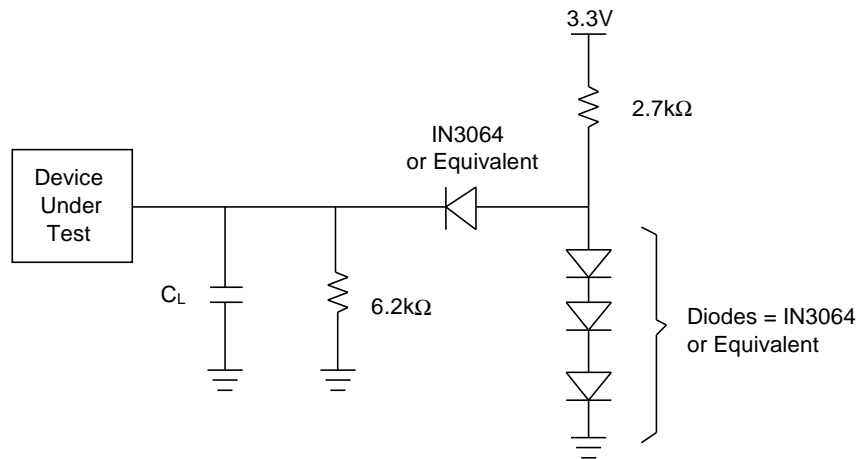 3.3V
2.7kΩ
IN3064
or Equivalent
Device
Under
Test
CL
6.2kΩ
Diodes = IN3064
or Equivalent